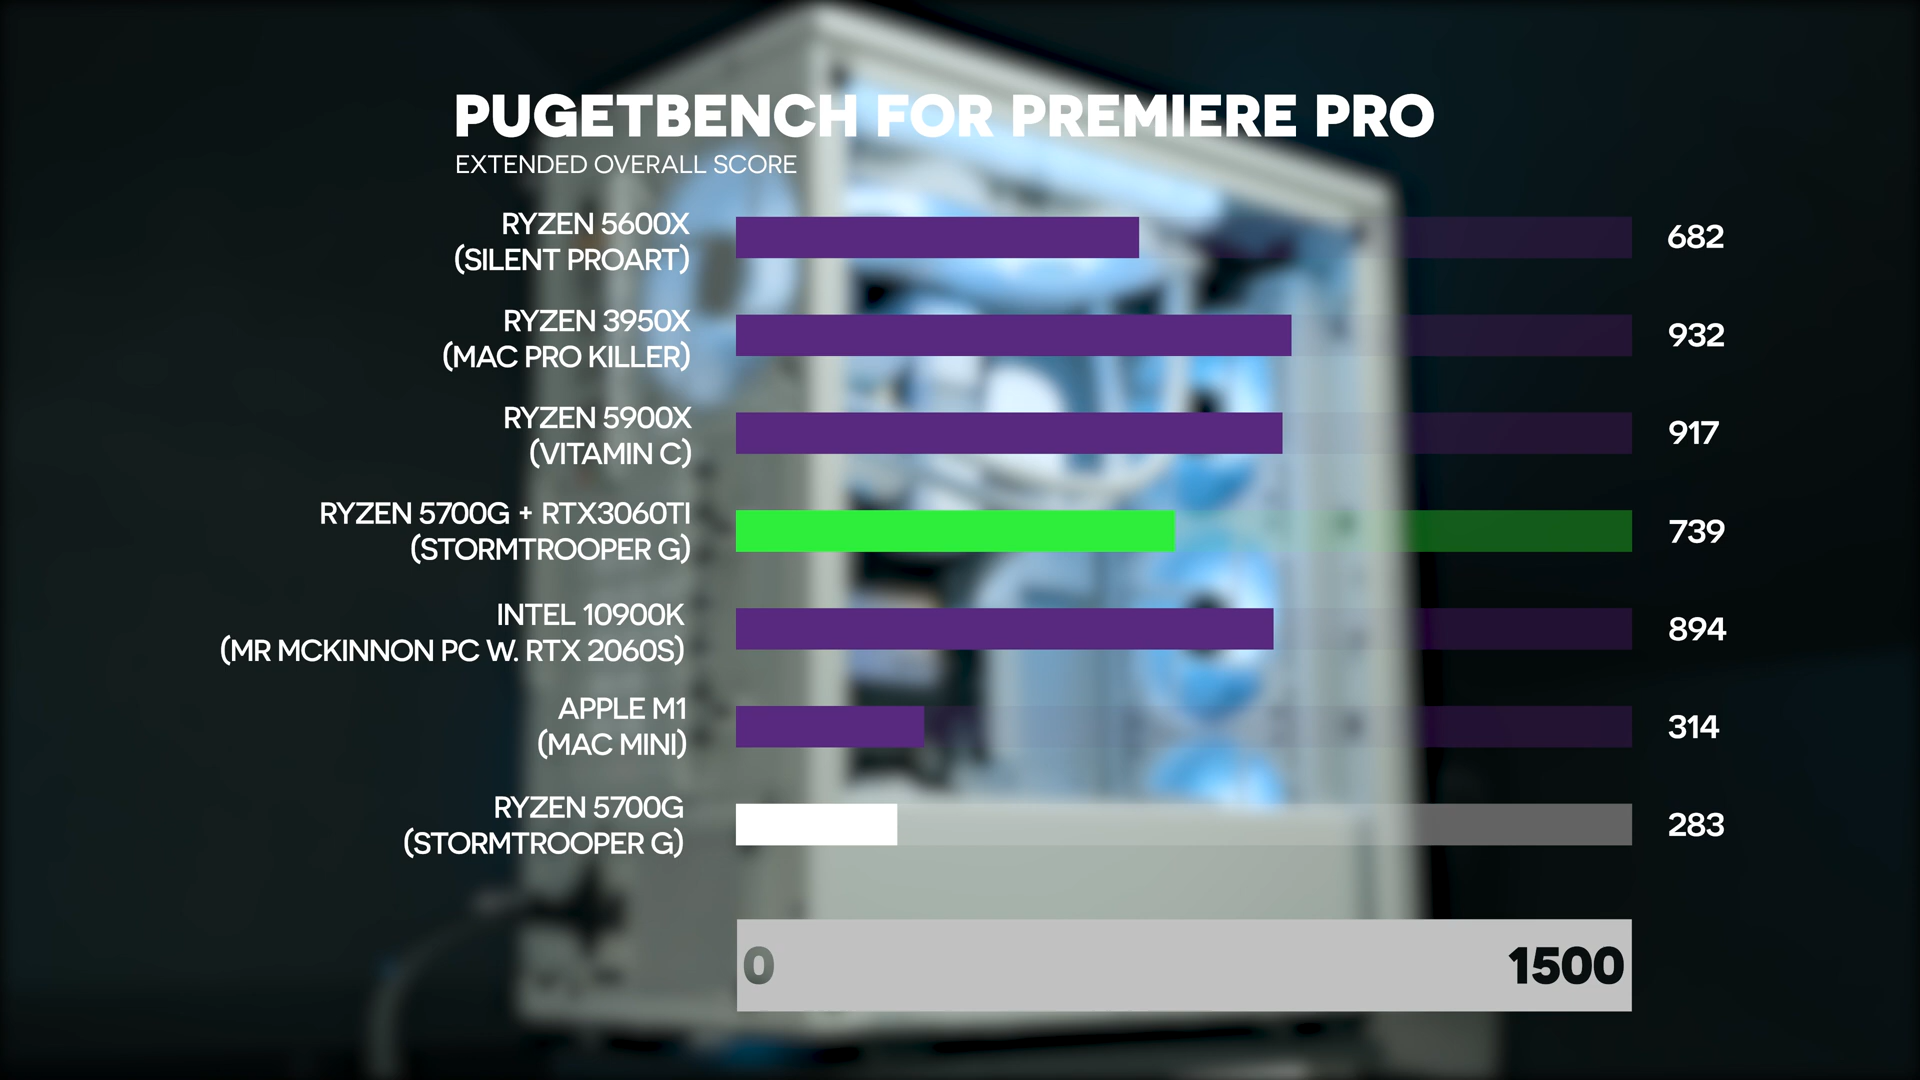 PUGETBENCH FOR PREMIERE PRO
EXTENDED OVERALL SCORE
RYZEN 5600X
(SILENT PROART)
682
RYZEN 3950X
(MAC PRO KILLER)
932
RYZEN 5900X
(VITAMIN C)
917
RYZEN 5700G + RTX3060TI
(STORMTROOPER G)
739
INTEL 10900K
(MR MCKINNON PC W. RTX 2060S)
894
APPLE M1
(MAC MINI)
314
RYZEN 5700G
(STORMTROOPER G)
283
0 1500